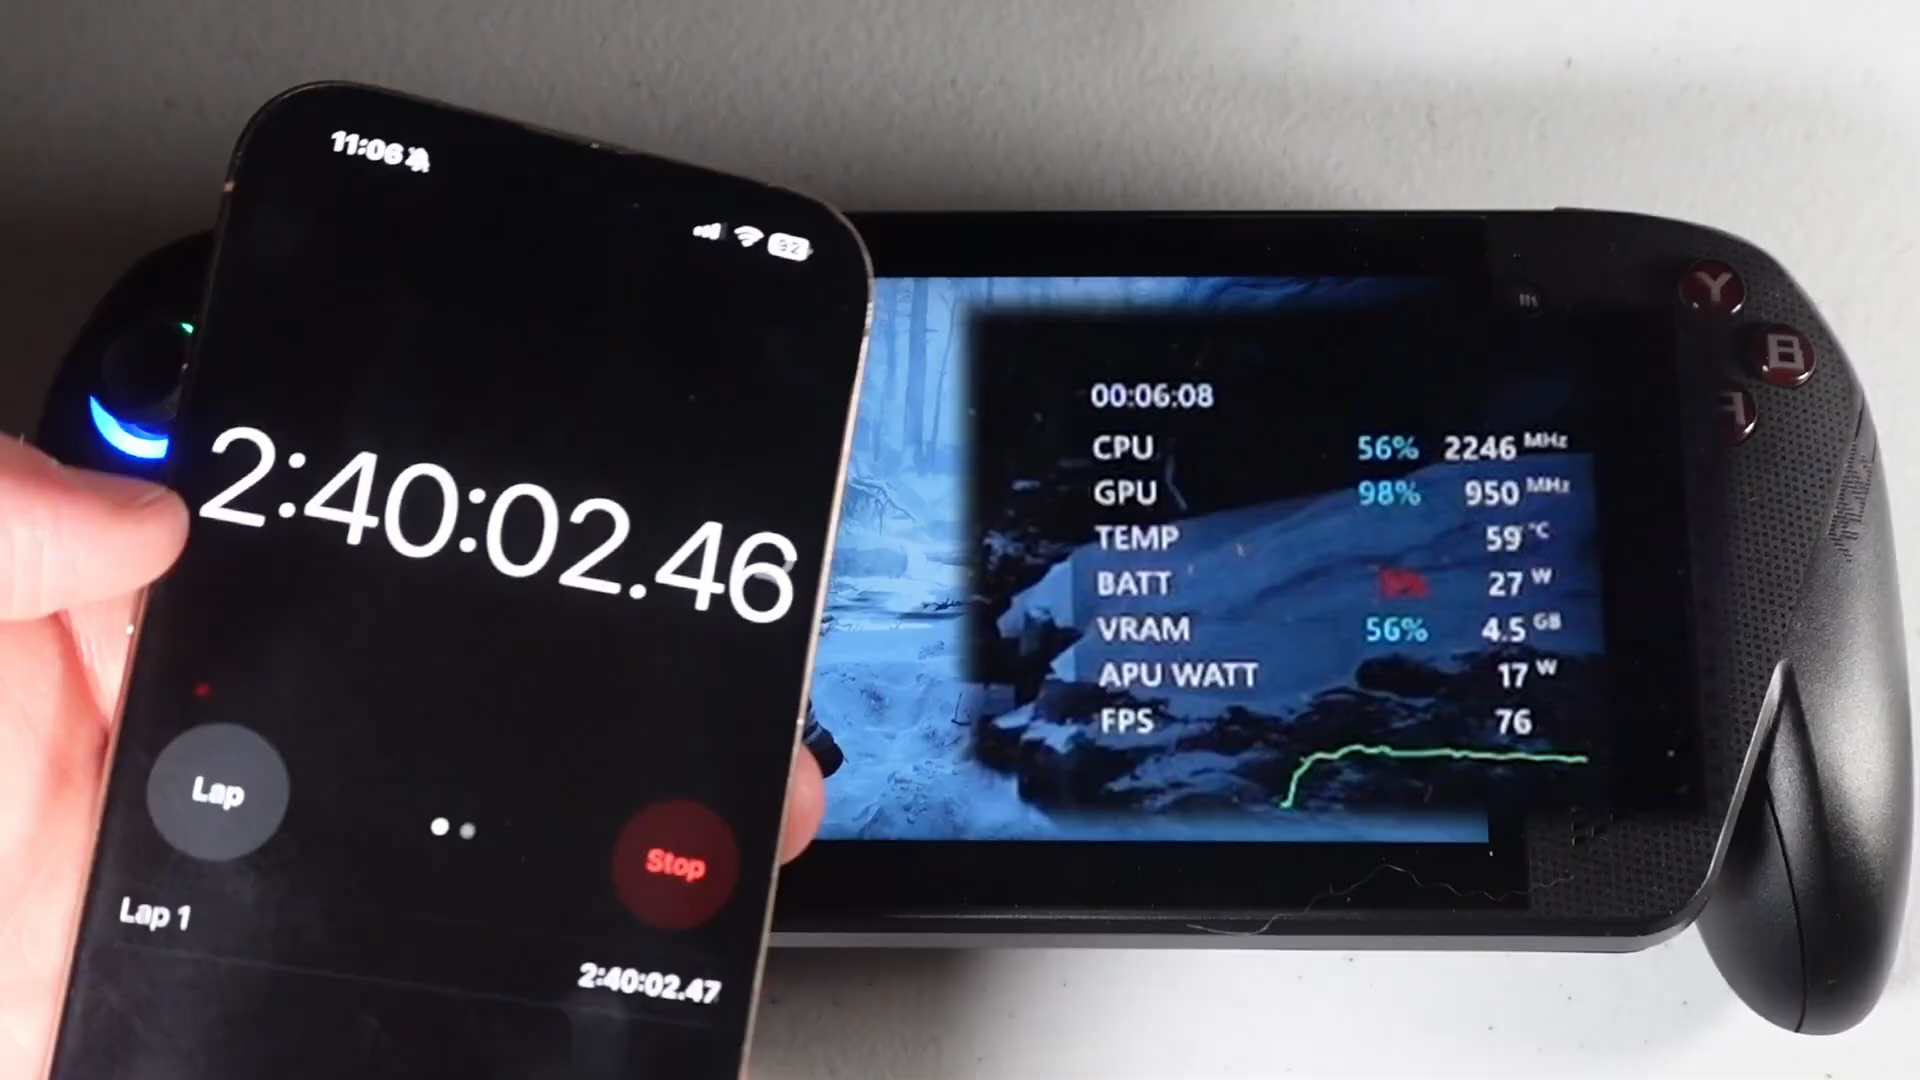 11:06
92
2:40:02.46
Lap
Stop
Lap 1
2:40:02.47
00:06:08
CPU 56% 2246 MHz
GPU 98% 950 MHz
TEMP 59 °C
BATT 27 W
VRAM 56% 4.5 GB
APU WATT 17 W
FPS 76
Y
B
A